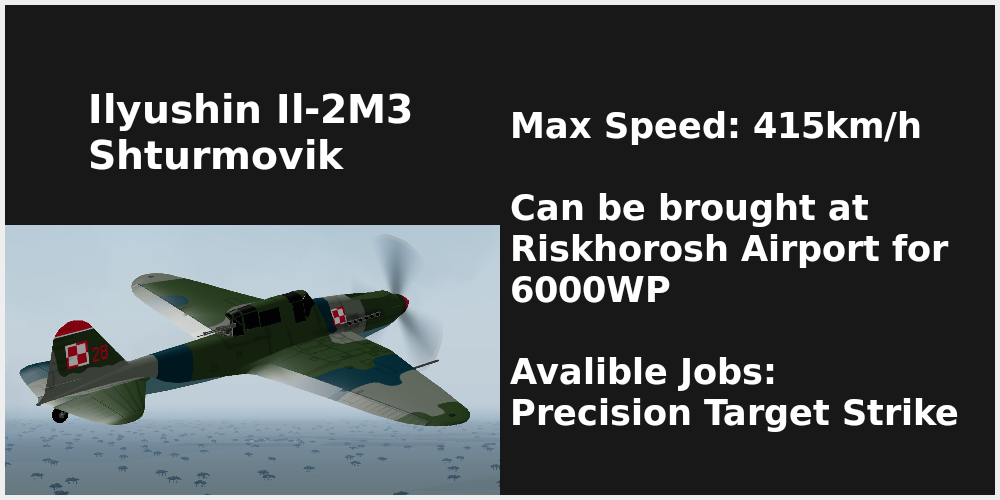 Ilyushin Il-2M3
Shturmovik
28
Max Speed: 415km/h
Can be brought at
Riskhorosh Airport for
6000WP
Avalible Jobs:
Precision Target Strike